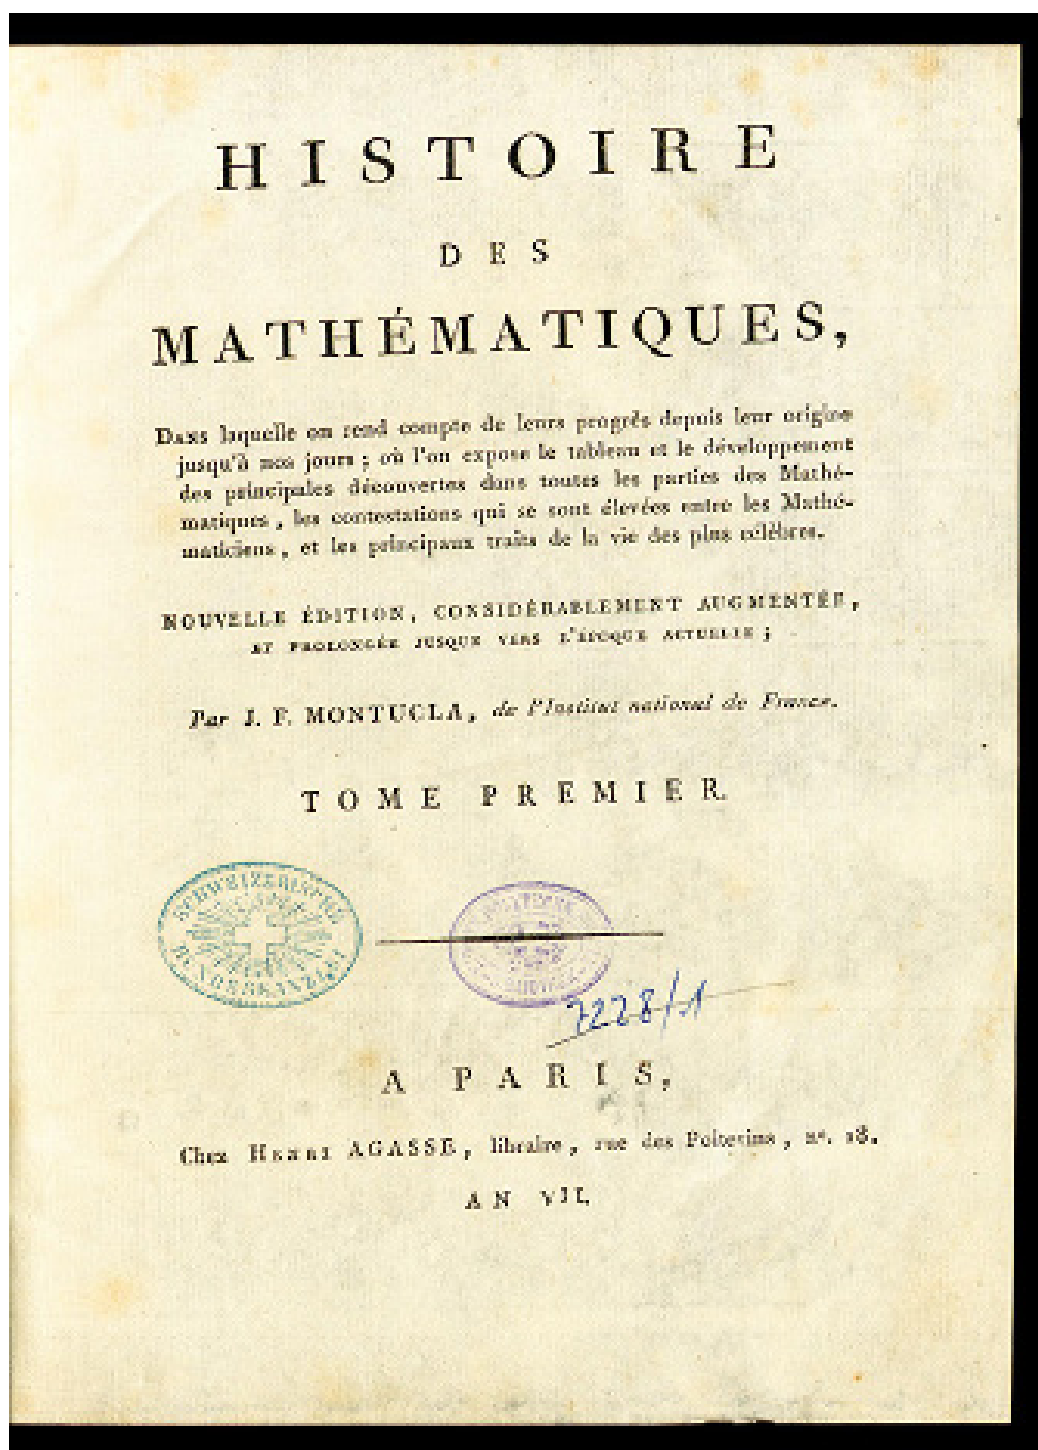 HISTOIRE
DES
MATHÉMATIQUES,
DANS laquelle on rend compte de leurs progrès depuis leur origine
jusqu'à nos jours ; où l'on expose le tableau et le développement
des principales découvertes dans toutes les parties des Mathé-
matiques, les contestations qui se sont élevées entre les Mathé-
maticiens, et les principaux traits de la vie des plus célèbres.
NOUVELLE ÉDITION, CONSIDÉRABLEMENT AUGMENTÉE,
ET PROLONGÉE JUSQUE VERS L'ÉPOQUE ACTUELLE ;
Par J. F. MONTUCLA, de l'Institut national de France.
TOME PREMIER.
SCHWEIZERISCHE
7228/1
A PARIS,
Chez HENRI AGASSE, libraire, rue des Poitevins, nº. 18.
AN VII.